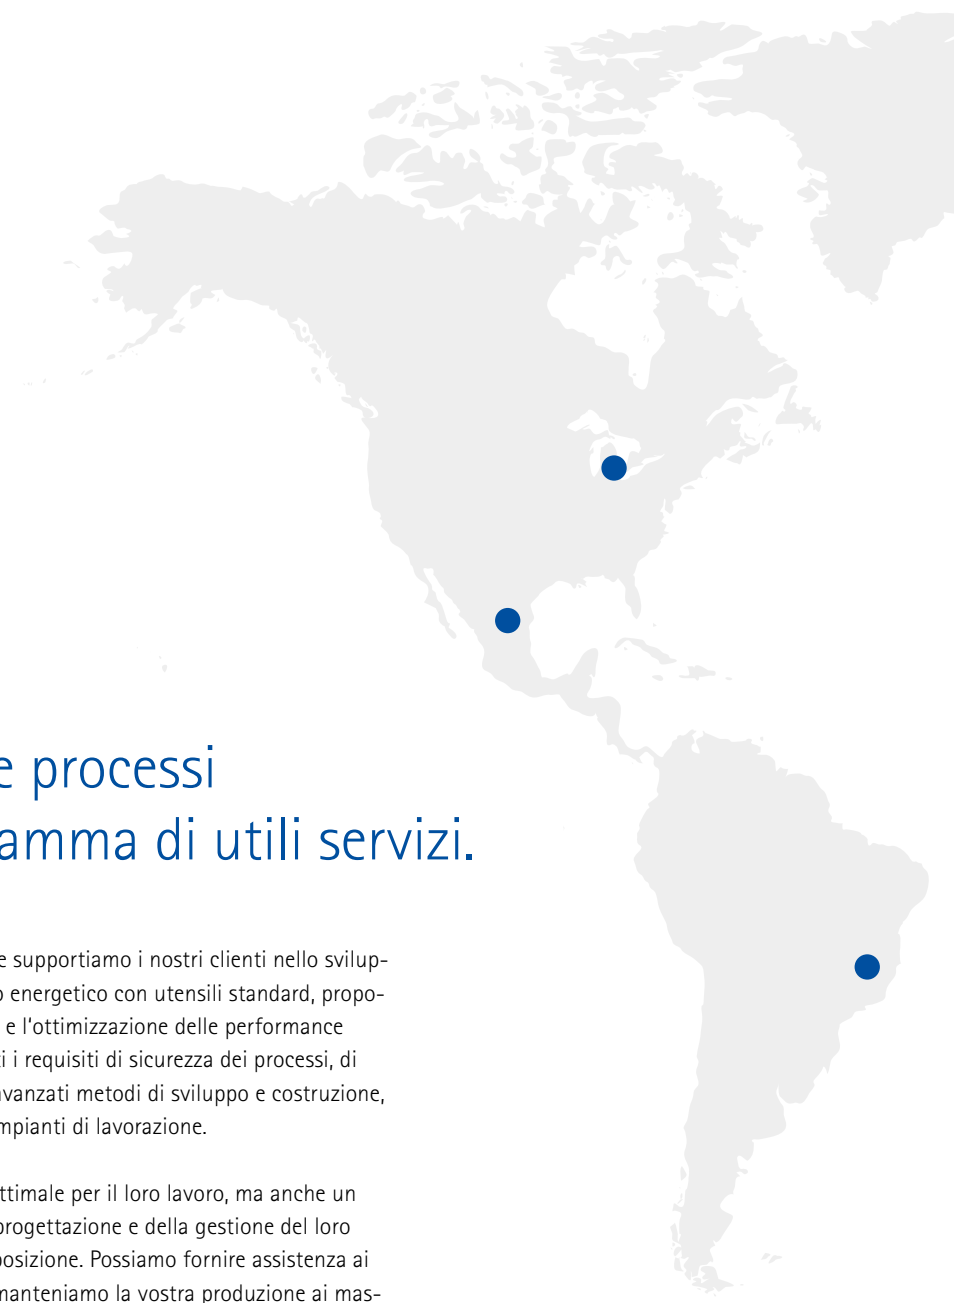 e processi
amma di utili servizi.
e supportiamo i nostri clienti nello svilup-
o energetico con utensili standard, propo-
e l'ottimizzazione delle performance
i i requisiti di sicurezza dei processi, di
avanzati metodi di sviluppo e costruzione,
mpianti di lavorazione.
ttimale per il loro lavoro, ma anche un
progettazione e della gestione del loro
posizione. Possiamo fornire assistenza ai
manteniamo la vostra produzione ai mas-